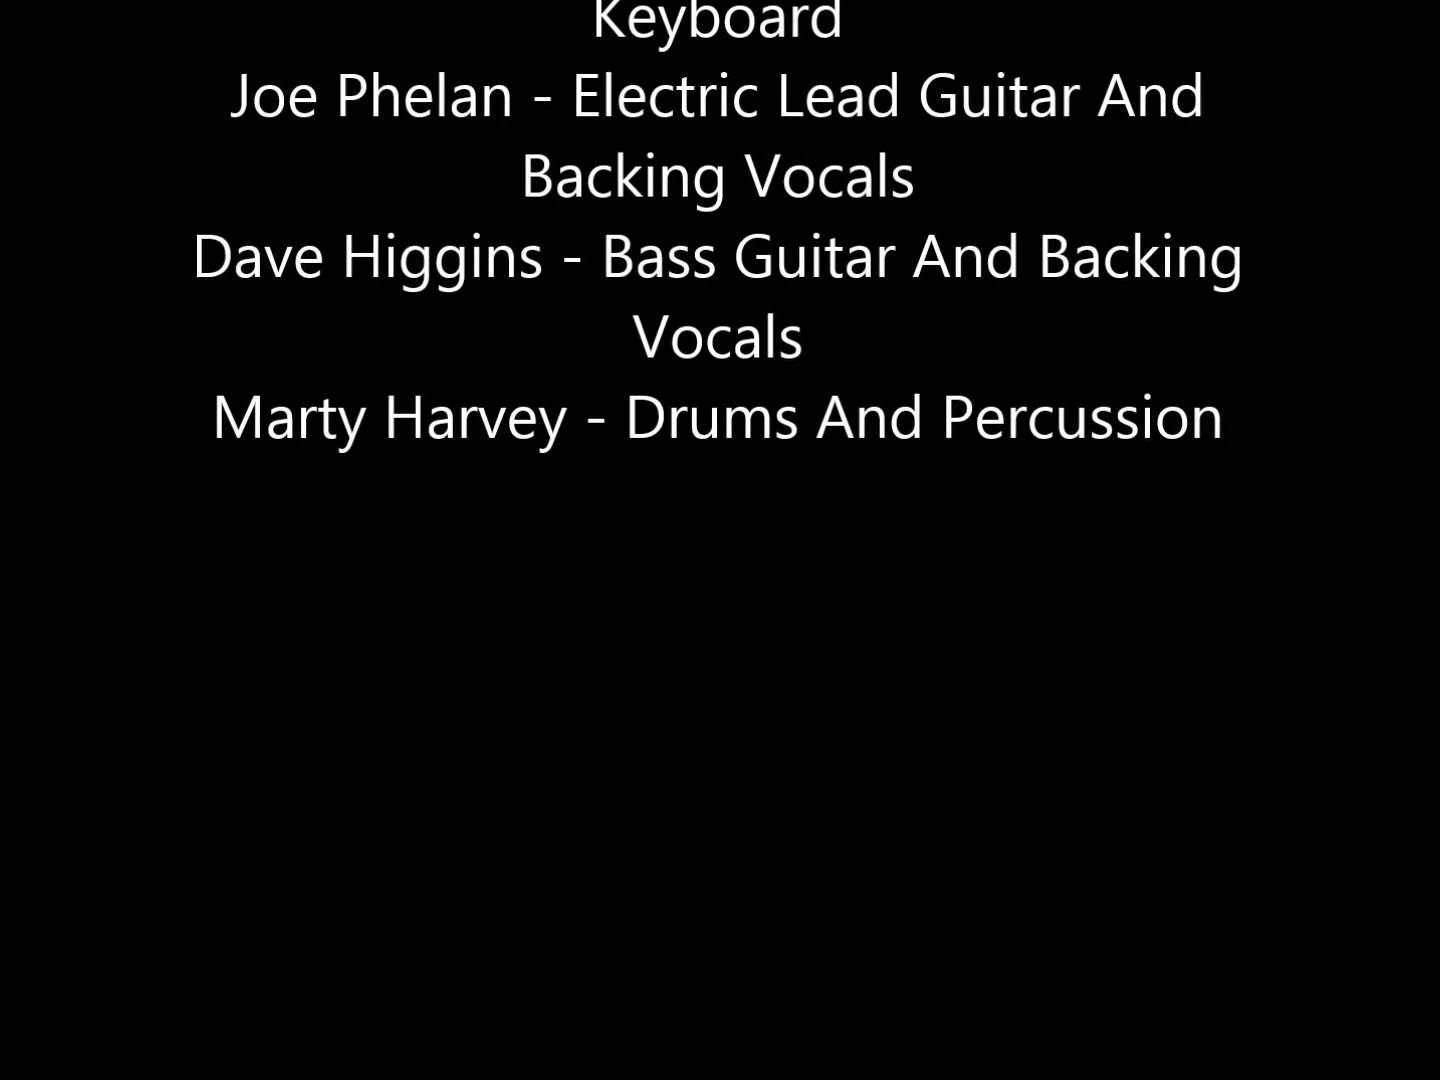 Keyboard
Joe Phelan - Electric Lead Guitar And
Backing Vocals
Dave Higgins - Bass Guitar And Backing
Vocals
Marty Harvey - Drums And Percussion